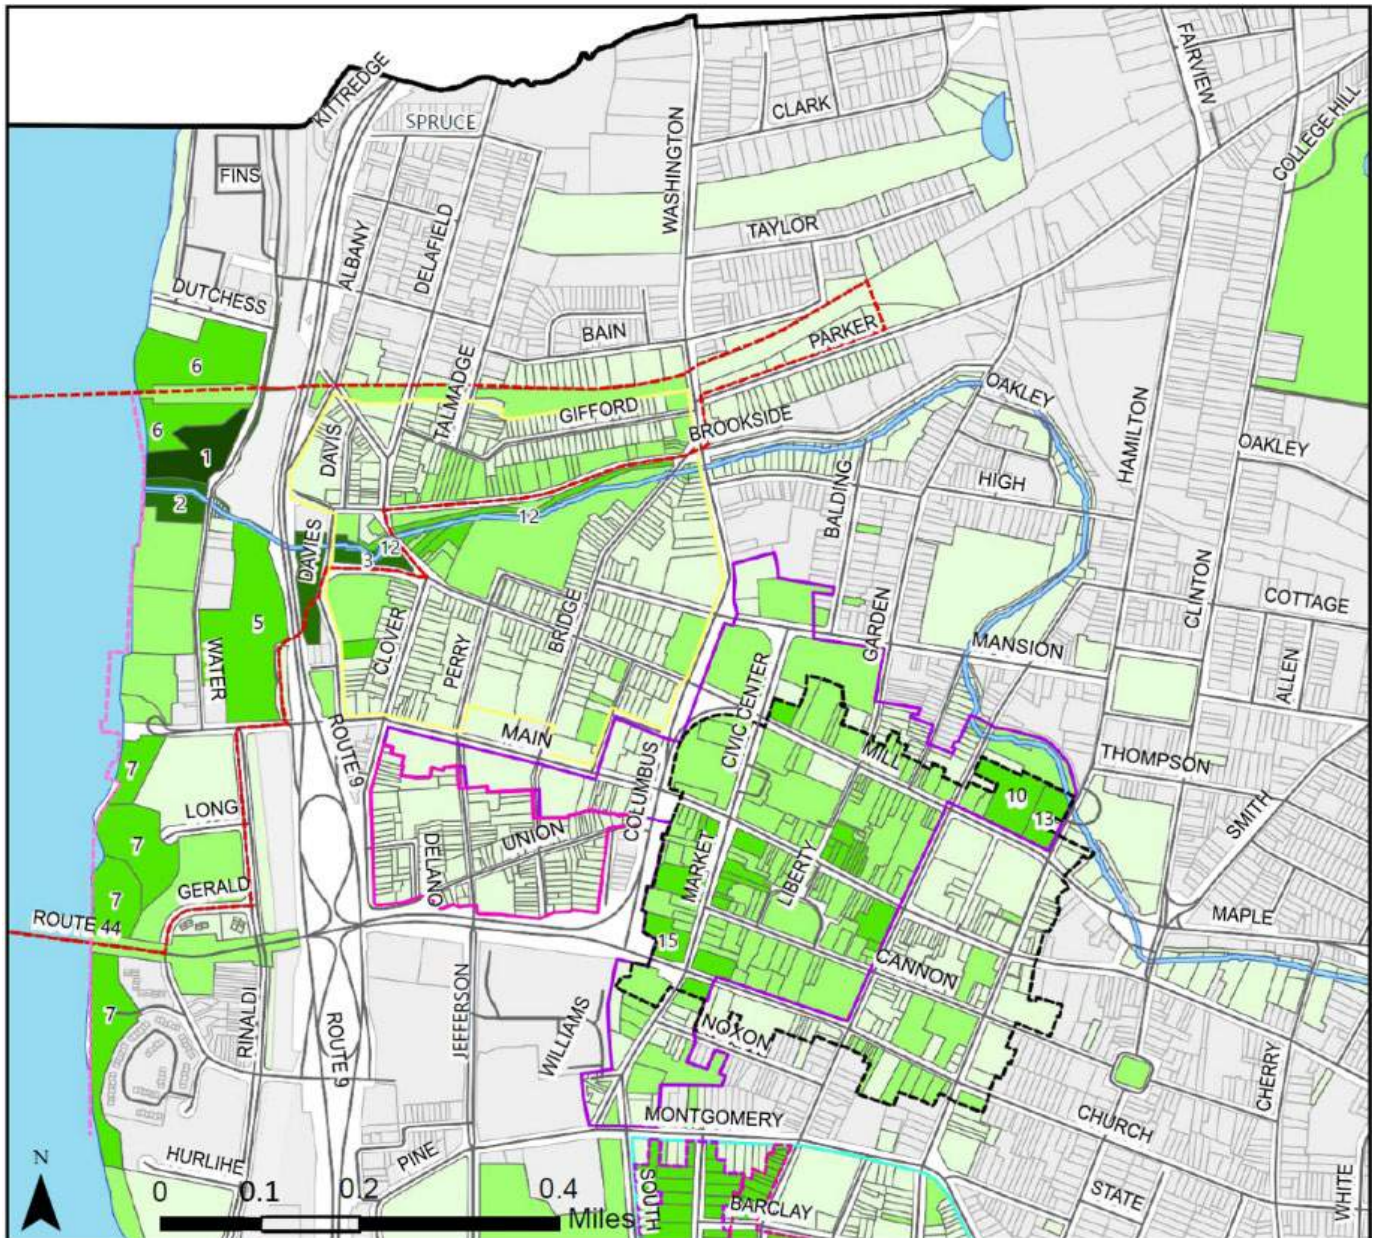 FAIRVIEW
KITTREDGE
CLARK
SPRUCE
WASHINGTON
COLLEGE HILL
FINS
ALBANY
DELAFIELD
TAYLOR
DUTCHESS
BAIN
PARKER
6
TALMADGE
OAKLEY
GIFFORD
BROOKSIDE
HAMILTON
6
DAVIS
OAKLEY
1
HIGH
2
BALDING
12
DAVIES
12
3
CLINTON
COTTAGE
5
CLOVER
PERRY
BRIDGE
GARDEN
MANSION
WATER
CIVIC CENTER
ALLEN
ROUTE 9
MAIN
COLUMBUS
MILL
THOMPSON
7
10
LONG
13
SMITH
7
DELANO
UNION
MARKET
LIBERTY
GERALD
7
ROUTE 44
MAPLE
15
CANNON
7
RINALDI
ROUTE 9
JEFFERSON
WILLIAMS
NOXON
CHERRY
MONTGOMERY
CHURCH
HURLIHE
PINE
N
SOUTH
BARCLAY
STATE
WHITE
0 0.1 0.2 0.4
Miles